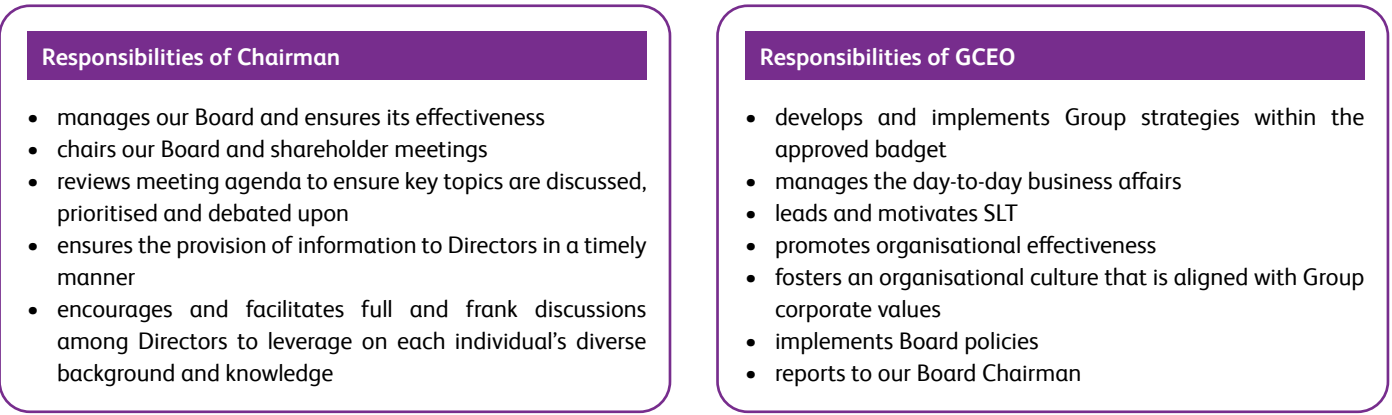 Responsibilities of Chairman
• manages our Board and ensures its effectiveness
• chairs our Board and shareholder meetings
• reviews meeting agenda to ensure key topics are discussed,
prioritised and debated upon
• ensures the provision of information to Directors in a timely
manner
• encourages and facilitates full and frank discussions
among Directors to leverage on each individual’s diverse
background and knowledge
Responsibilities of GCEO
• develops and implements Group strategies within the
approved badget
• manages the day-to-day business affairs
• leads and motivates SLT
• promotes organisational effectiveness
• fosters an organisational culture that is aligned with Group
corporate values
• implements Board policies
• reports to our Board Chairman